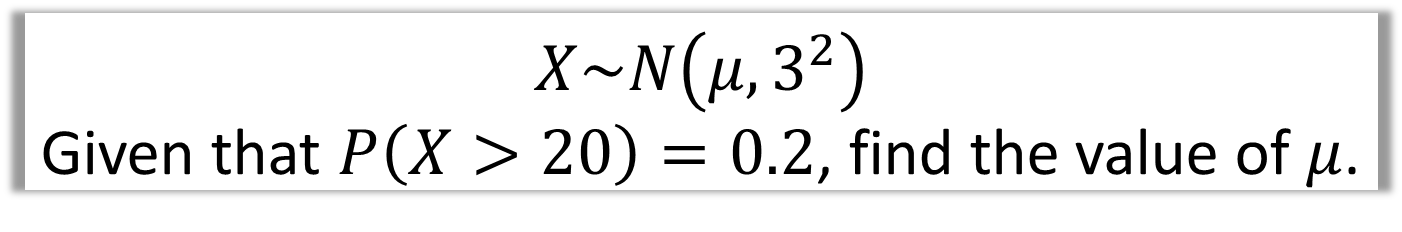 X~N(μ, 3²)
Given that P(X > 20) = 0.2, find the value of μ.